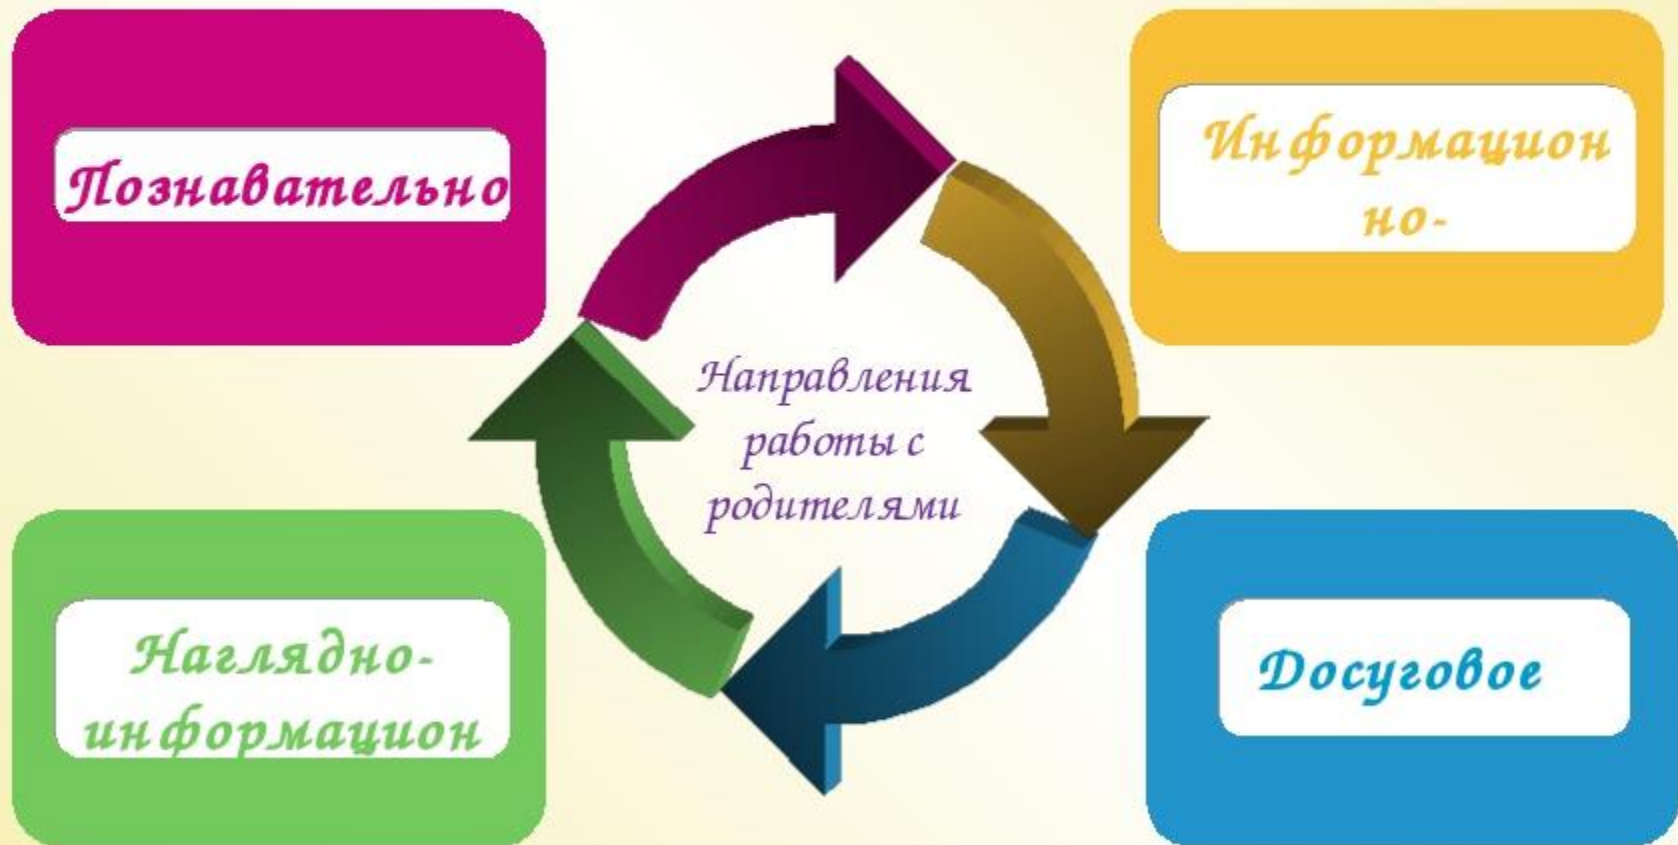 Познавательно
Информацион
но-
Направления
работы с
родителями
Наглядно-
информацион
Досуговое